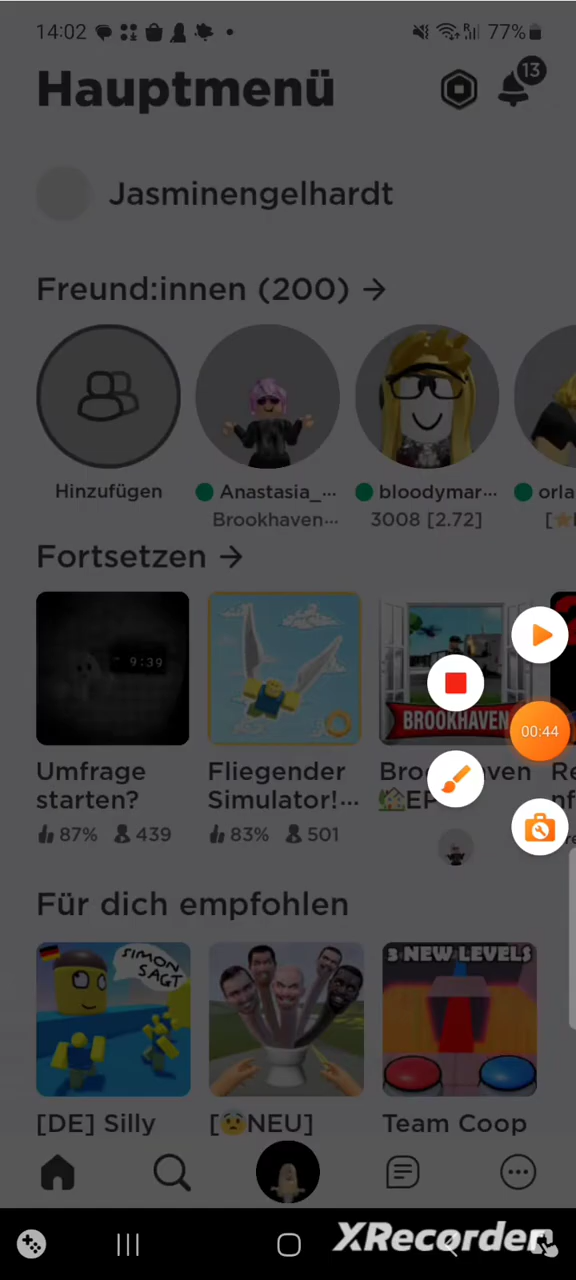 14:02 77%
Hauptmenü
13
Jasminengelhardt
Freund:innen (200) →
Hinzufügen
Anastasia_...
bloodymar...
orla
Brookhaven...
3008 [2.72]
Fortsetzen →
9:39
BROOKHAVEN
00:44
Umfrage
starten?
Fliegender
Simulator!...
87% 439
83% 501
Für dich empfohlen
SIMON
SAGT
3 NEW LEVELS
[DE] Silly
[😨NEU]
Team Coop
XRecorder